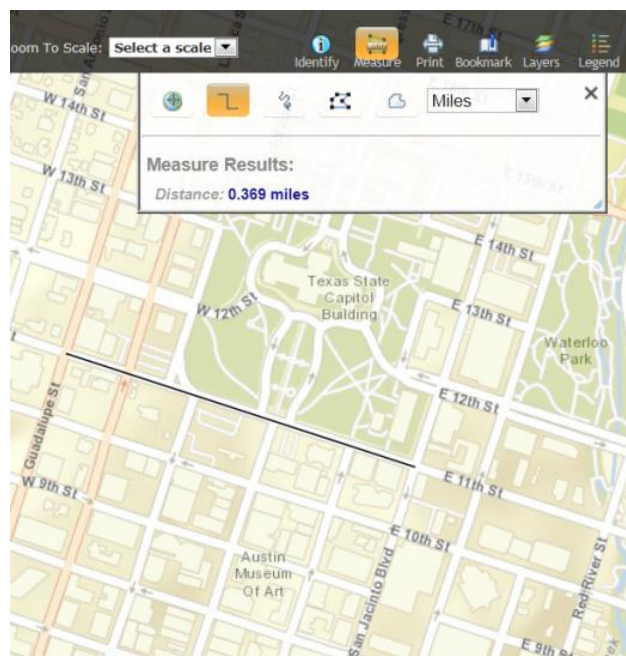 E 17th St
San Antonio St
oom To Scale: Select a scale
Identify
Measure
Print
Bookmark
Layers
Legend
Miles
Measure Results:
Distance: 0.369 miles
W 14th St
W 13th St
E 14th St
Texas State
Capitol
Building
W 12th St
E 13th St
Waterloo
Park
E 12th St
Guadalupe St
W 9th St
E 11th St
E 10th St
Austin
Museum
Of Art
San Jacinto Blvd
Red River St
E 9th